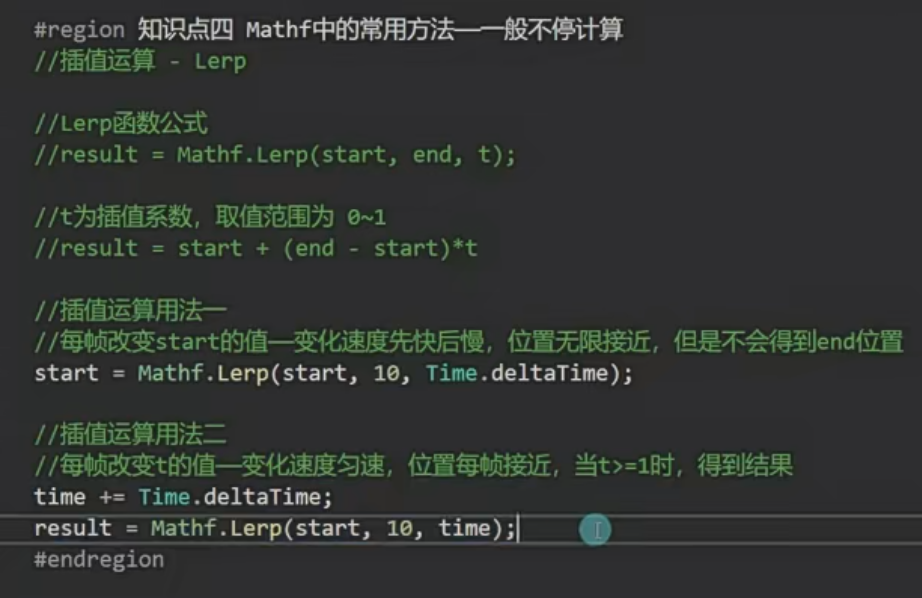 #region 知识点四 Mathf中的常用方法——一般不停计算
//插值运算 - Lerp
//Lerp函数公式
//result = Mathf.Lerp(start, end, t);
//t为插值系数，取值范围为 0~1
//result = start + (end - start)*t
//插值运算用法一
//每帧改变start的值—变化速度先快后慢，位置无限接近，但是不会得到end位置
start = Mathf.Lerp(start, 10, Time.deltaTime);
//插值运算用法二
//每帧改变t的值—变化速度匀速，位置每帧接近，当t>=1时，得到结果
time += Time.deltaTime;
result = Mathf.Lerp(start, 10, time);
#endregion